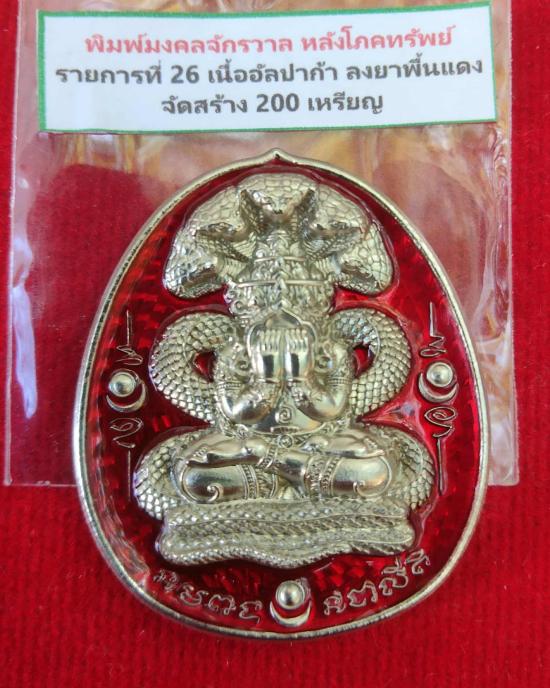 พิมพ์มงคลจักรวาล หลังโภคทรัพย์
รายการที่ 26 เนื้ออัลปาก้า ลงยาพื้นแดง
จัดสร้าง 200 เหรียญ